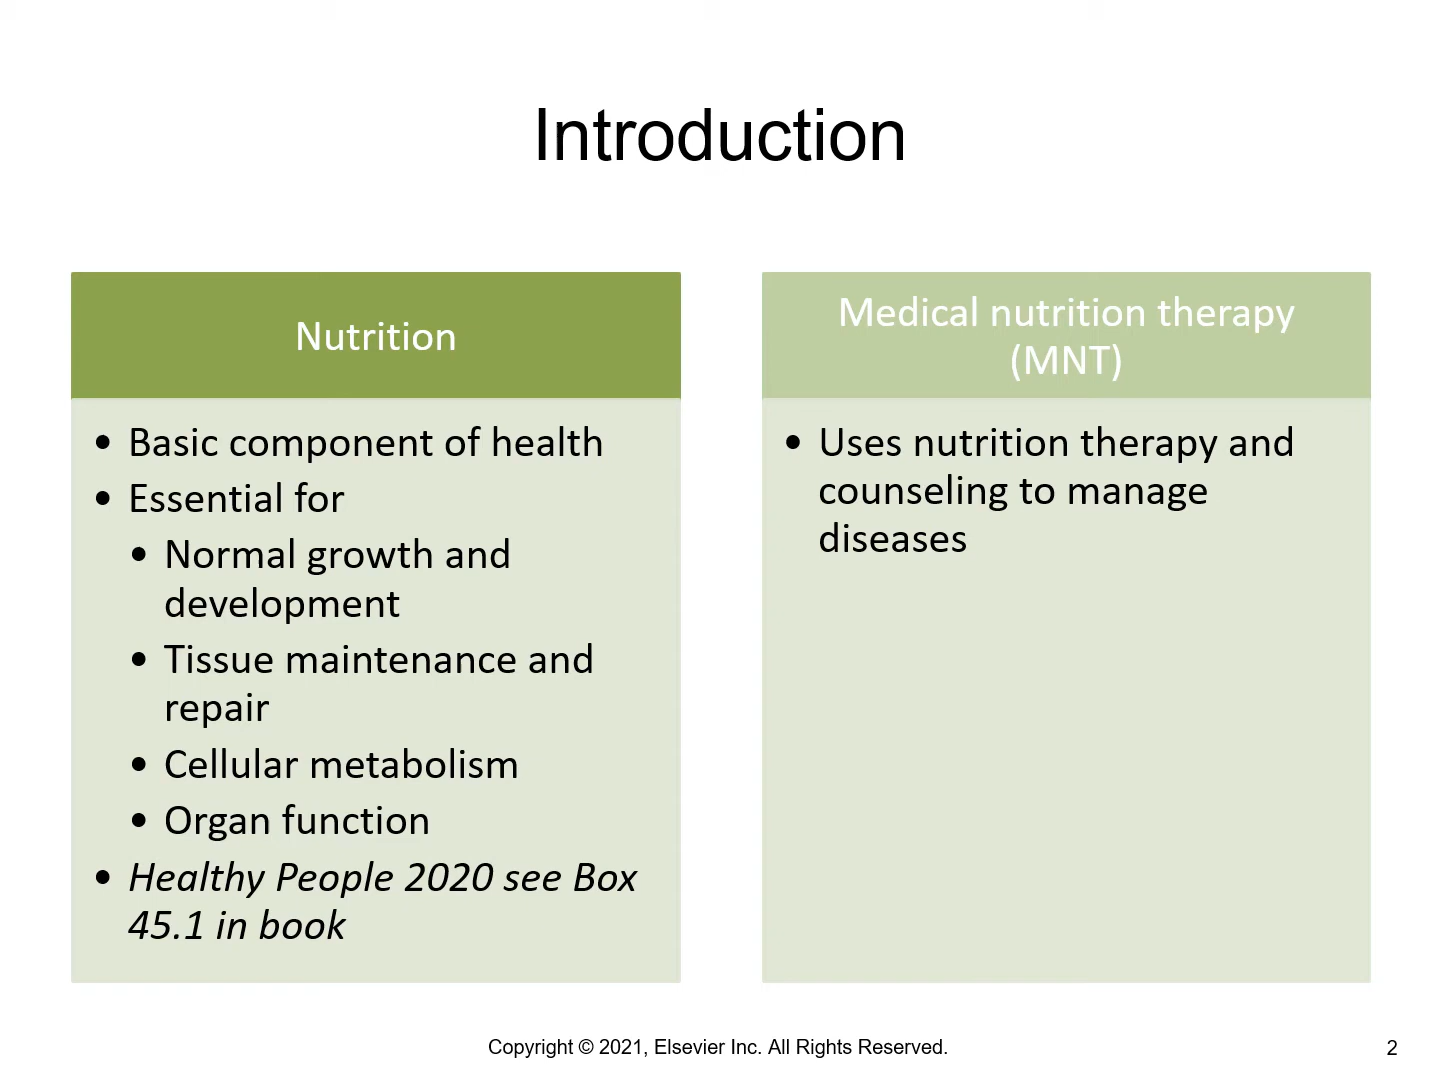 Introduction
Nutrition
• Basic component of health
• Essential for
• Normal growth and
development
• Tissue maintenance and
repair
• Cellular metabolism
• Organ function
• Healthy People 2020 see Box
45.1 in book
Medical nutrition therapy
(MNT)
• Uses nutrition therapy and
counseling to manage
diseases
Copyright © 2021, Elsevier Inc. All Rights Reserved.
2